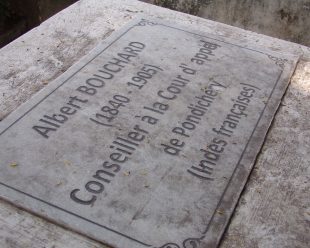 Albert BOUCHARD
(1840 - 1905)
Conseiller à la Cour d'appel
de Pondichéry
(Indes françaises)